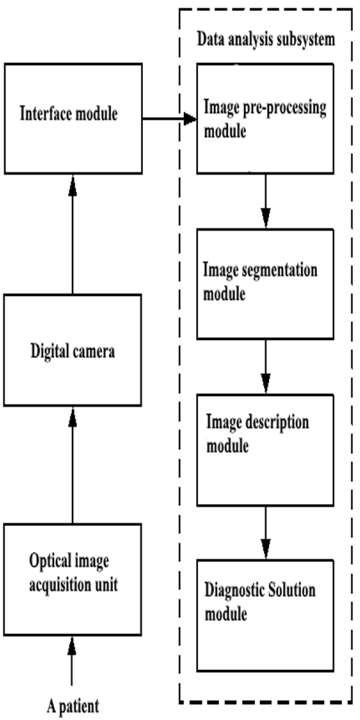 Data analysis subsystem
Interface module
Image pre-processing
module
Image segmentation
module
Digital camera
Image description
module
Optical image
acquisition unit
Diagnostic Solution
module
A patient